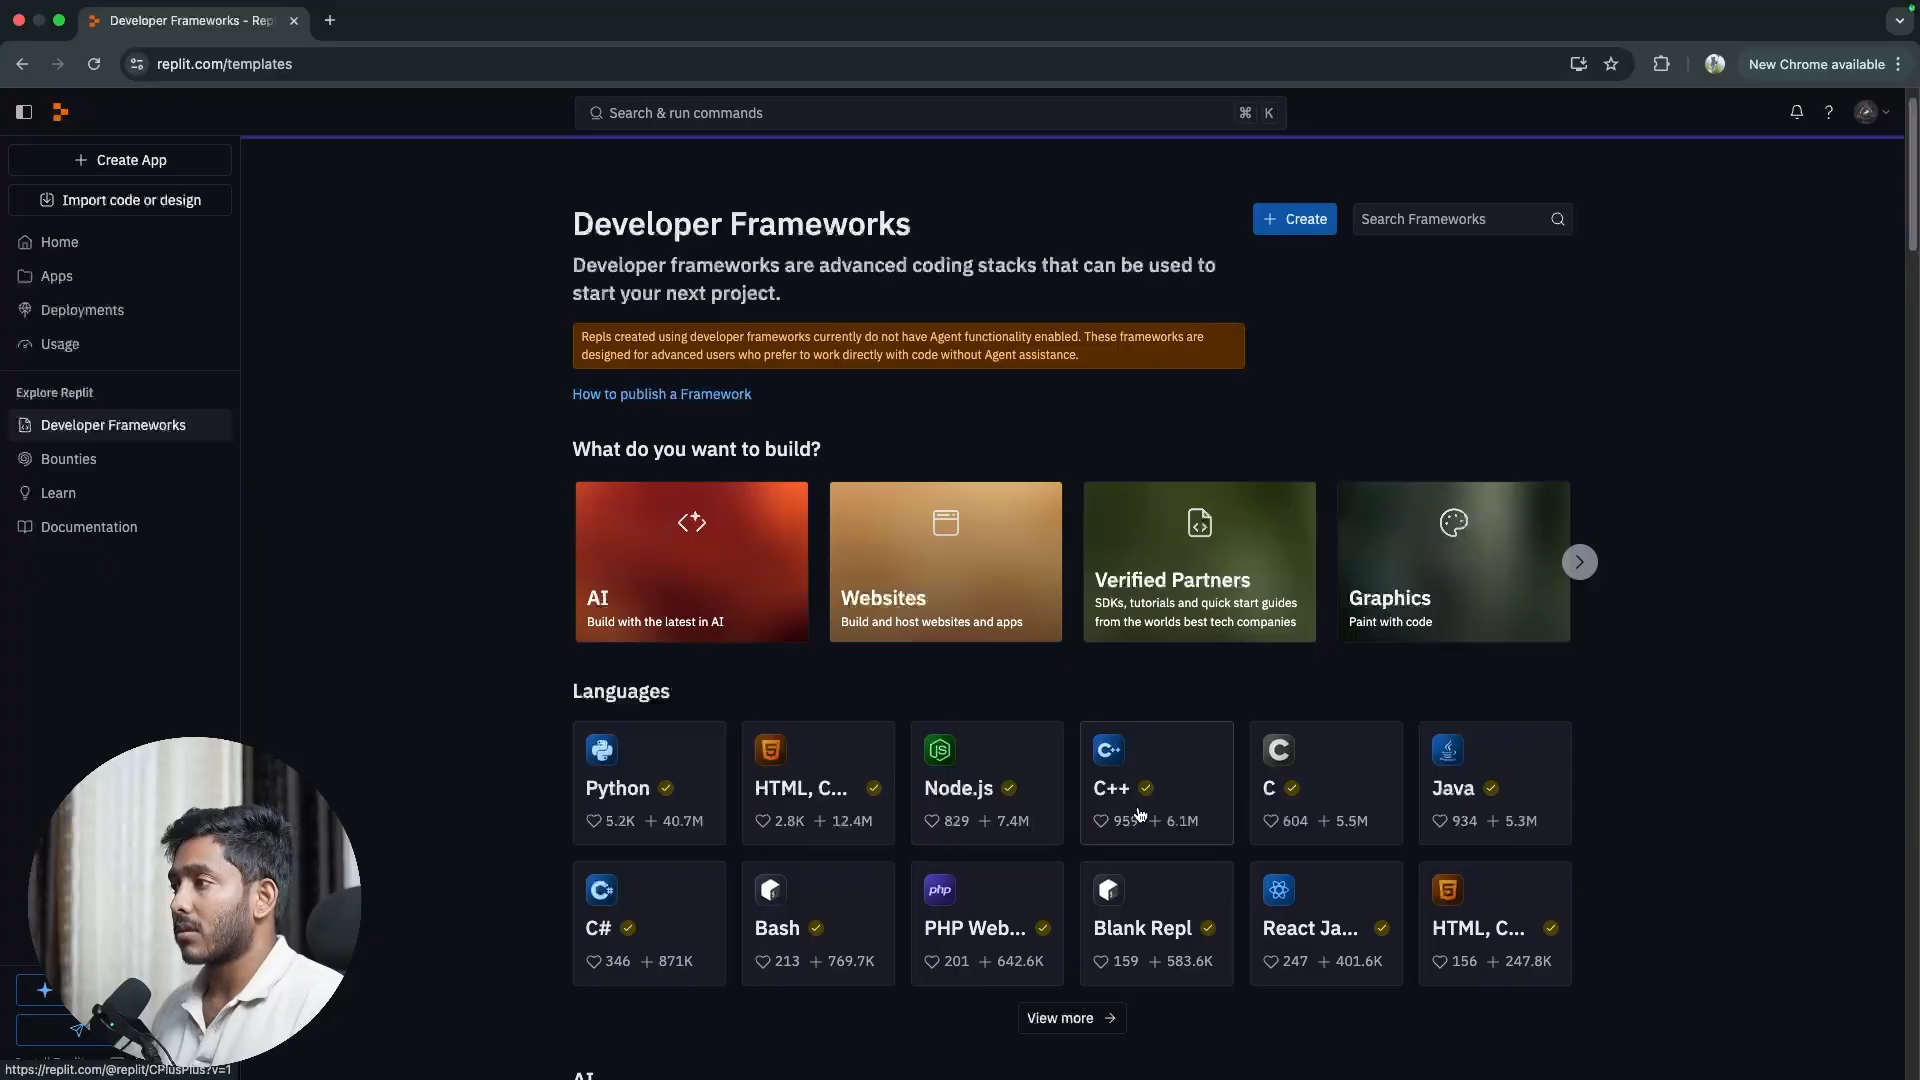 Developer Frameworks - Rep
replit.com/templates
New Chrome available
Search & run commands
⌘ K
Create App
Import code or design
Home
Apps
Deployments
Usage
Explore Replit
Developer Frameworks
Bounties
Learn
Documentation
Developer Frameworks
+ Create
Search Frameworks
Developer frameworks are advanced coding stacks that can be used to
start your next project.
Repls created using developer frameworks currently do not have Agent functionality enabled. These frameworks are
designed for advanced users who prefer to work directly with code without Agent assistance.
How to publish a Framework
What do you want to build?
AI
Build with the latest in AI
Websites
Build and host websites and apps
Verified Partners
SDKs, tutorials and quick start guides
from the worlds best tech companies
Graphics
Paint with code
Languages
Python
5.2K + 40.7M
HTML, C...
2.8K + 12.4M
Node.js
829 + 7.4M
C++
959 + 6.1M
C
604 + 5.5M
Java
934 + 5.3M
C#
346 + 871K
Bash
213 + 769.7K
php
PHP Web...
201 + 642.6K
Blank Repl
159 + 583.6K
React Ja...
247 + 401.6K
HTML, C...
156 + 247.8K
View more
AI
https://replit.com/@replit/CPlusPlus?v=1